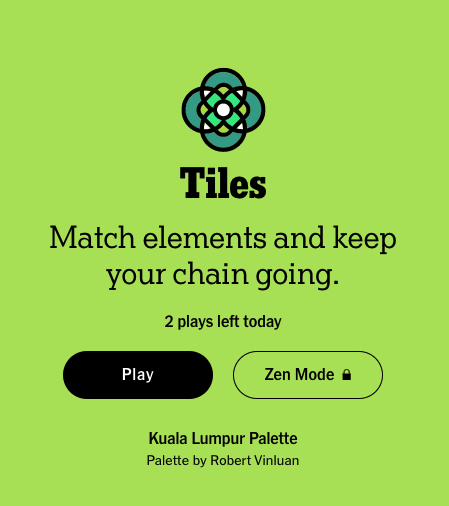 Tiles
Match elements and keep
your chain going.
2 plays left today
Play
Zen Mode
Kuala Lumpur Palette
Palette by Robert Vinluan